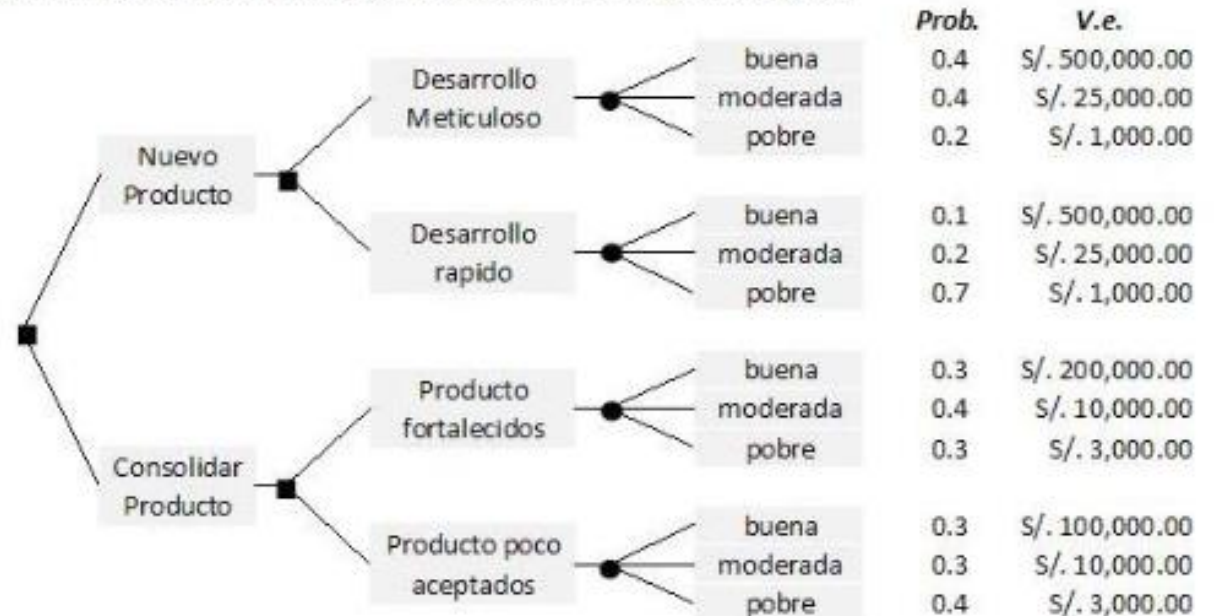 Prob. V.e.
buena 0.4 S/. 500,000.00
Desarrollo
Meticuloso
moderada 0.4 S/. 25,000.00
pobre 0.2 S/. 1,000.00
Nuevo
Producto
buena 0.1 S/. 500,000.00
Desarrollo
rapido
moderada 0.2 S/. 25,000.00
pobre 0.7 S/. 1,000.00
buena 0.3 S/. 200,000.00
Producto
fortalecidos
moderada 0.4 S/. 10,000.00
pobre 0.3 S/. 3,000.00
Consolidar
Producto
buena 0.3 S/. 100,000.00
Producto poco
aceptados
moderada 0.3 S/. 10,000.00
pobre 0.4 S/. 3,000.00